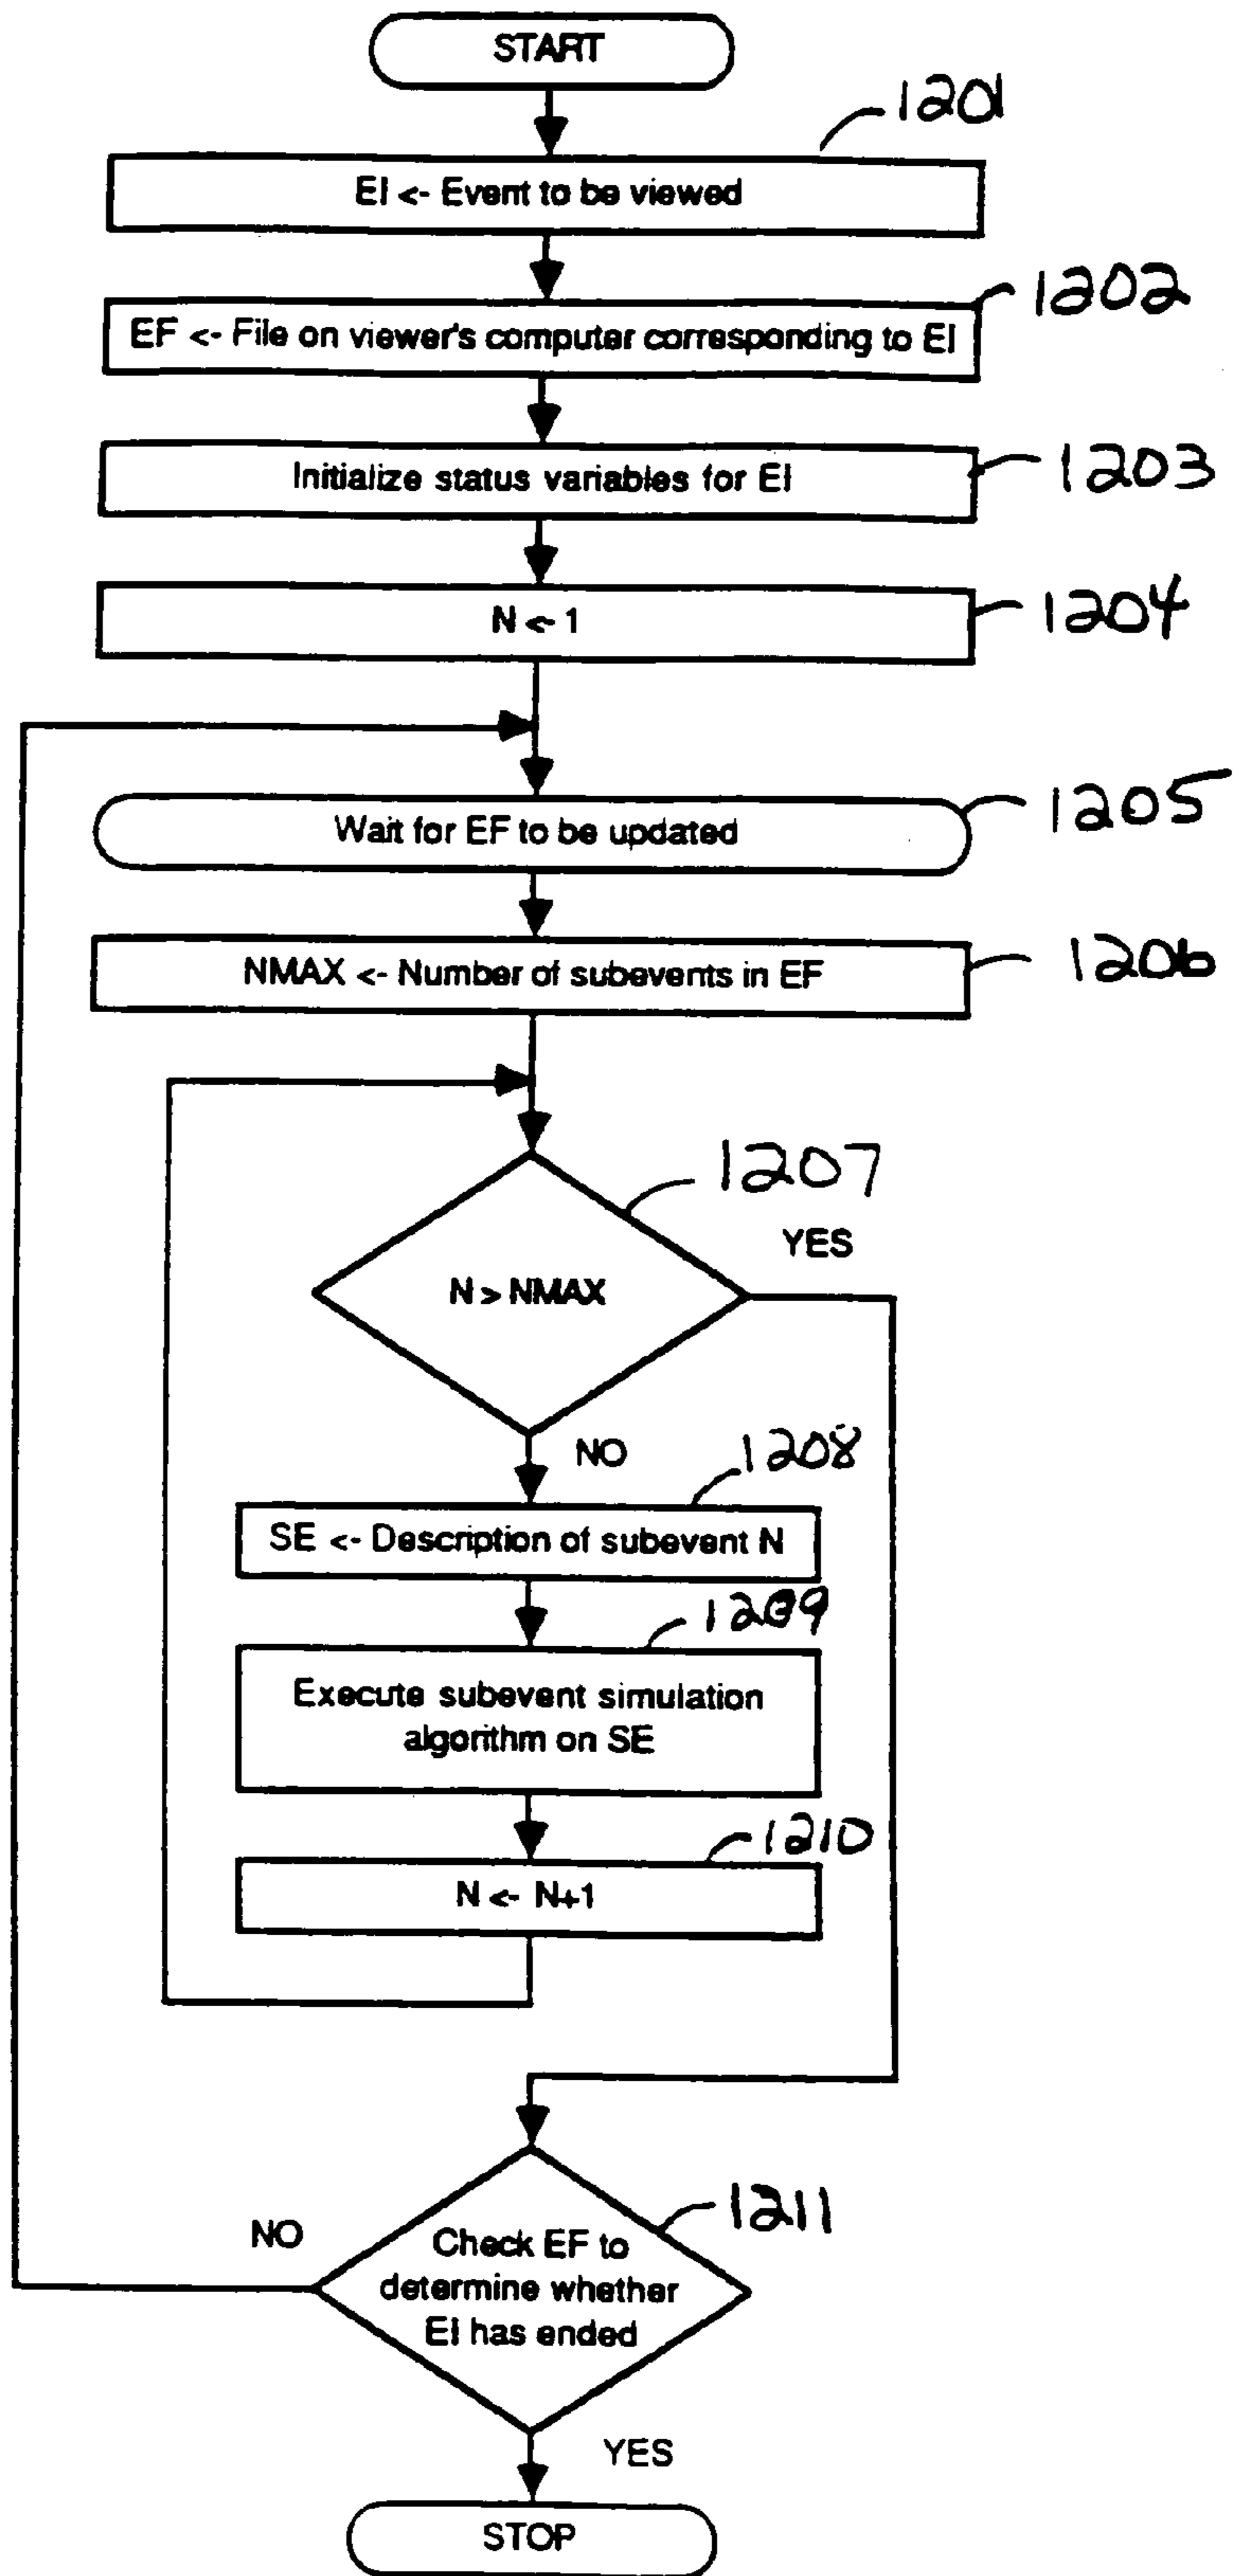 START
1201
EI <- Event to be viewed
1202
EF <- File on viewer's computer corresponding to EI
1203
Initialize status variables for EI
1204
N <- 1
1205
Wait for EF to be updated
1206
NMAX <- Number of subevents in EF
1207
YES
N > NMAX
NO
1208
SE <- Description of subevent N
1209
Execute subevent simulation
algorithm on SE
1210
N <- N+1
1211
NO
Check EF to
determine whether
EI has ended
YES
STOP